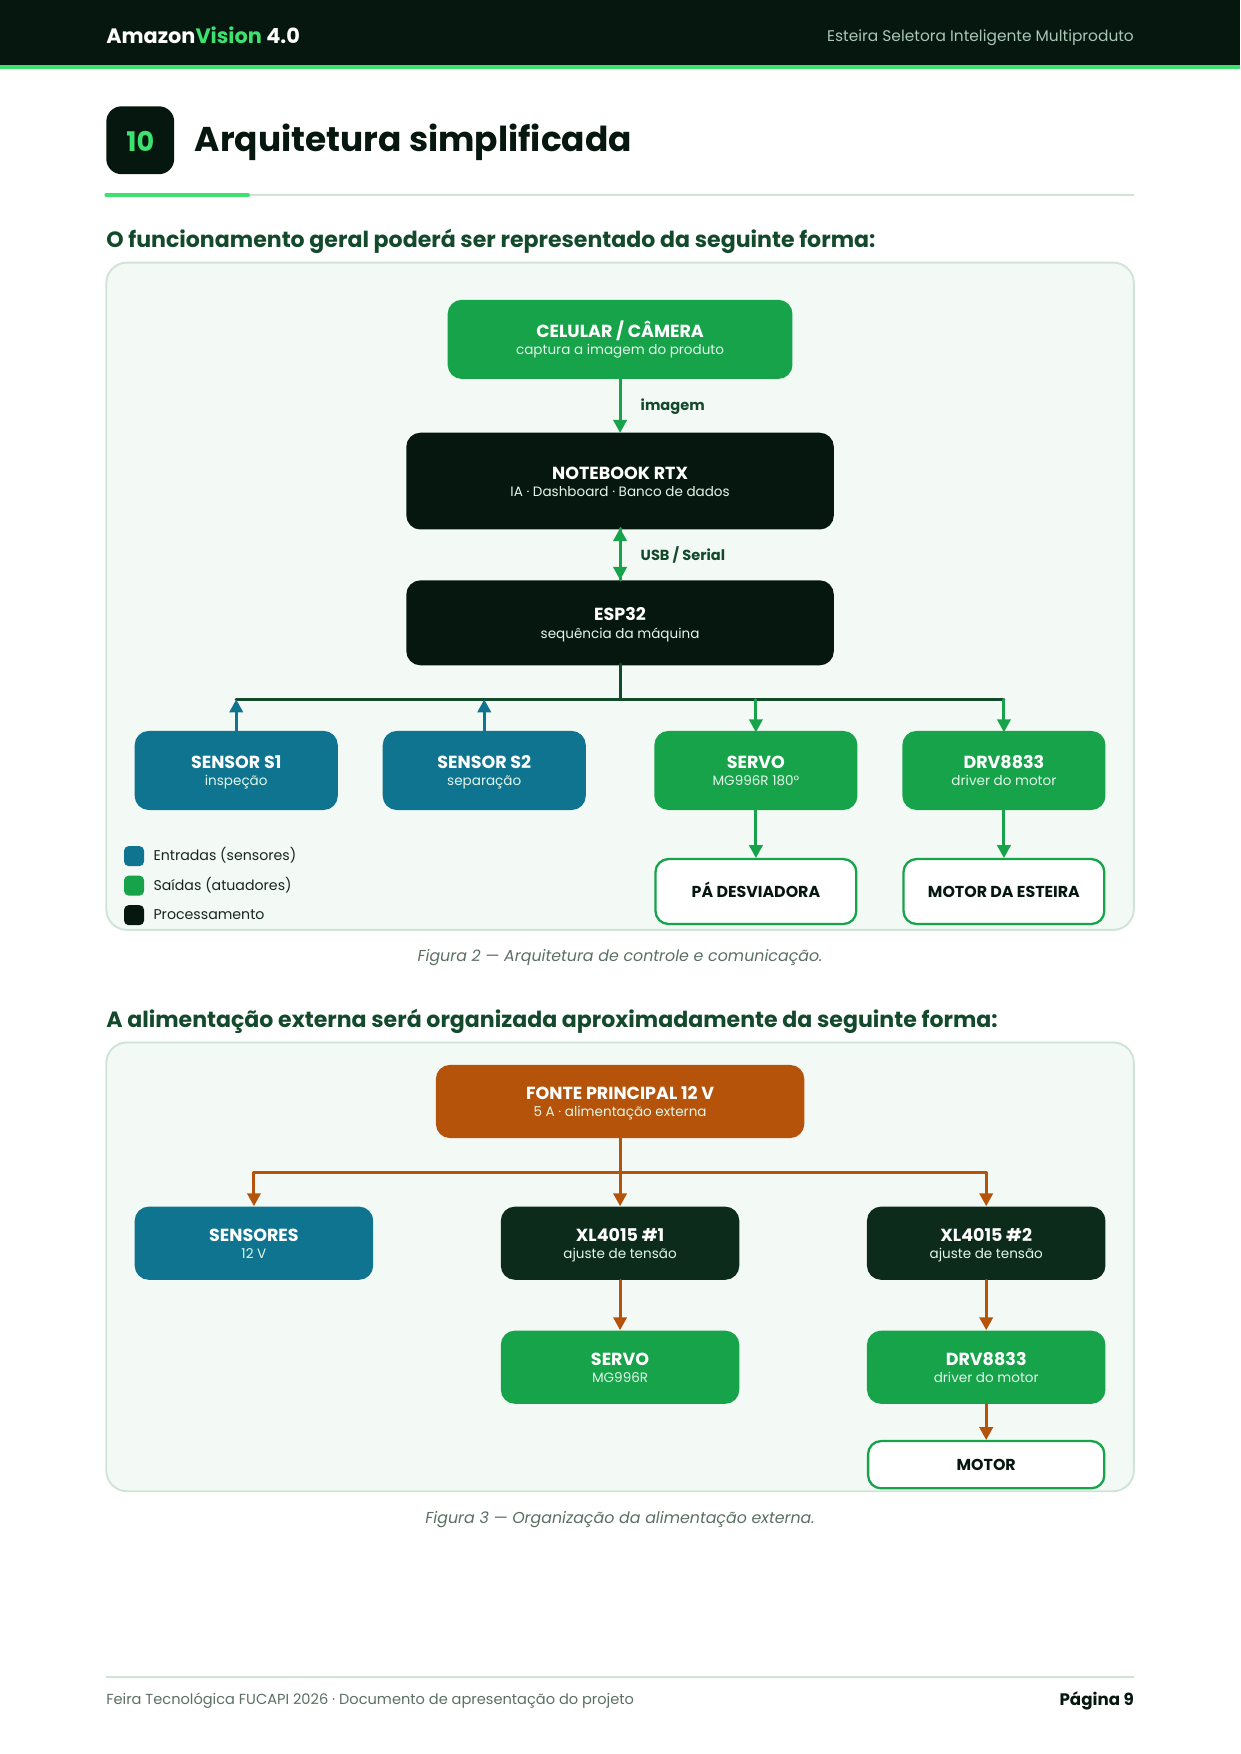 AmazonVision 4.0
Esteira Seletora Inteligente Multiproduto
10
Arquitetura simplificada
O funcionamento geral poderá ser representado da seguinte forma:
CELULAR / CÂMERA
captura a imagem do produto
imagem
NOTEBOOK RTX
IA · Dashboard · Banco de dados
USB / Serial
ESP32
sequência da máquina
SENSOR S1
inspeção
SENSOR S2
separação
SERVO
MG996R 180°
DRV8833
driver do motor
Entradas (sensores)
Saídas (atuadores)
Processamento
PÁ DESVIADORA
MOTOR DA ESTEIRA
Figura 2 — Arquitetura de controle e comunicação.
A alimentação externa será organizada aproximadamente da seguinte forma:
FONTE PRINCIPAL 12 V
5 A · alimentação externa
SENSORES
12 V
XL4015 #1
ajuste de tensão
XL4015 #2
ajuste de tensão
SERVO
MG996R
DRV8833
driver do motor
MOTOR
Figura 3 — Organização da alimentação externa.
Feira Tecnológica FUCAPI 2026 · Documento de apresentação do projeto
Página 9